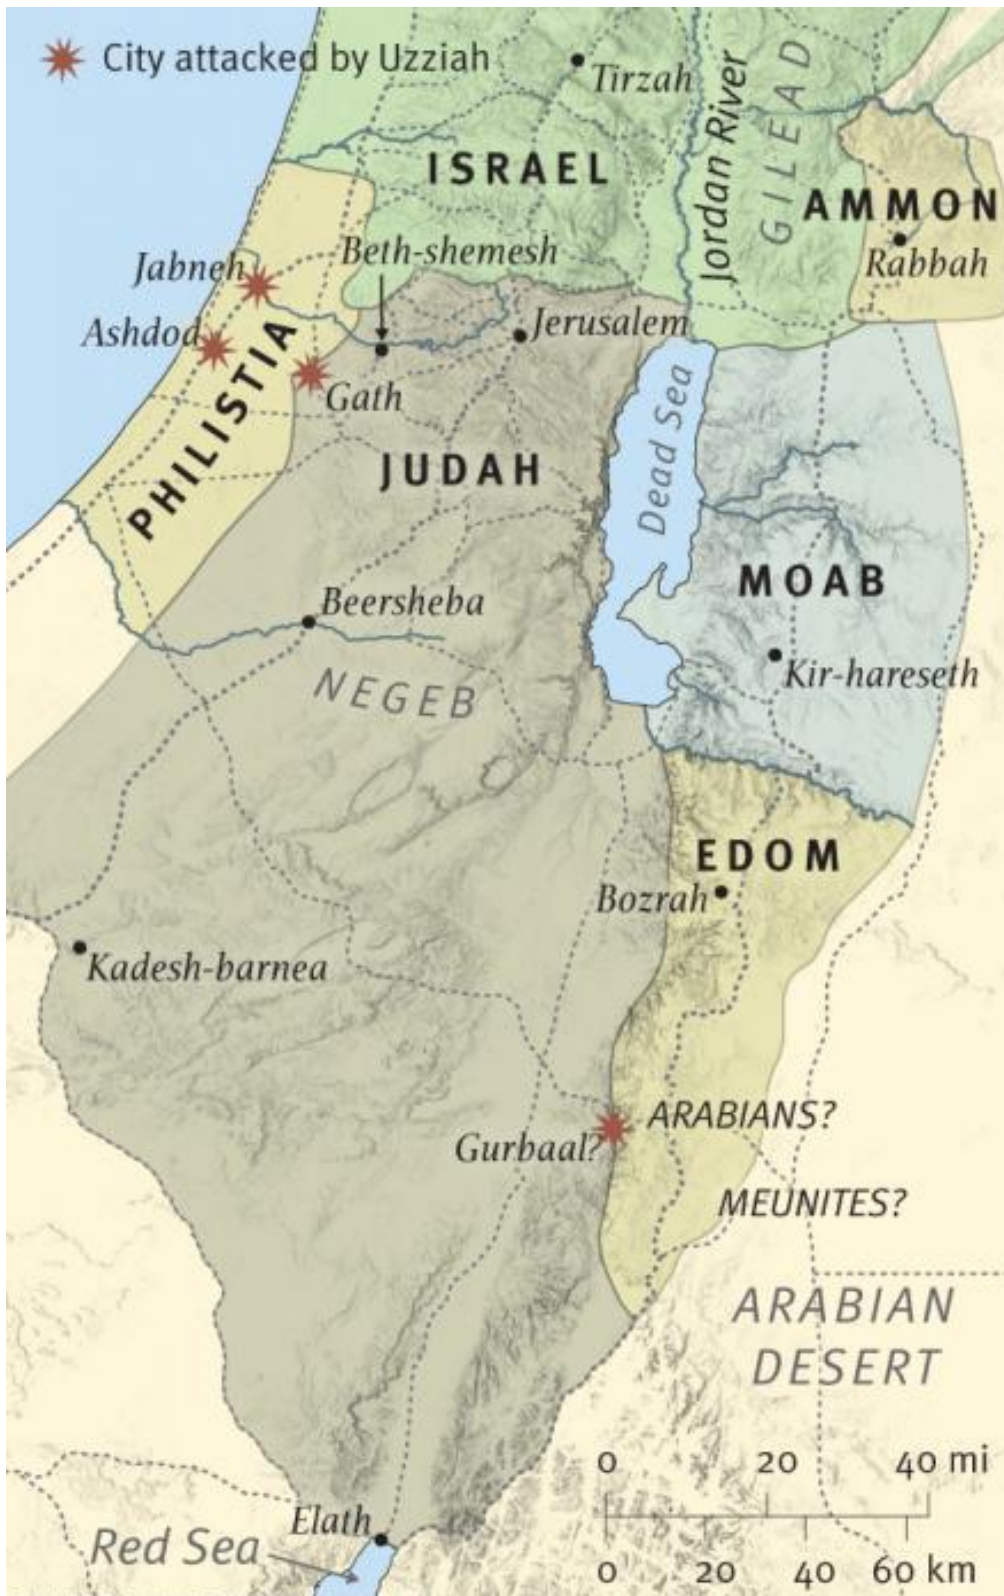 City attacked by Uzziah
Tirzah
Jordan River
GILEAD
ISRAEL
AMMON
Rabbah
Beth-shemesh
Jabneh
Ashdod
Jerusalem
PHILISTIA
Gath
JUDAH
Dead Sea
MOAB
Beersheba
Kir-hareseth
NEGEB
EDOM
Bozrah
Kadesh-barnea
ARABIANS?
Gurbaal?
MEUNITES?
ARABIAN
DESERT
0 20 40 mi
Elath
Red Sea
0 20 40 60 km